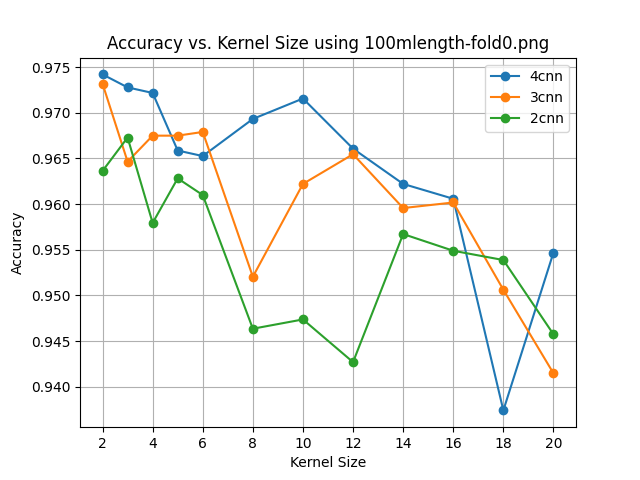 Accuracy vs. Kernel Size using 100mlength-fold0.png
4cnn
3cnn
2cnn
0.975
0.970
0.965
0.960
0.955
0.950
0.945
0.940
Accuracy
2 4 6 8 10 12 14 16 18 20
Kernel Size